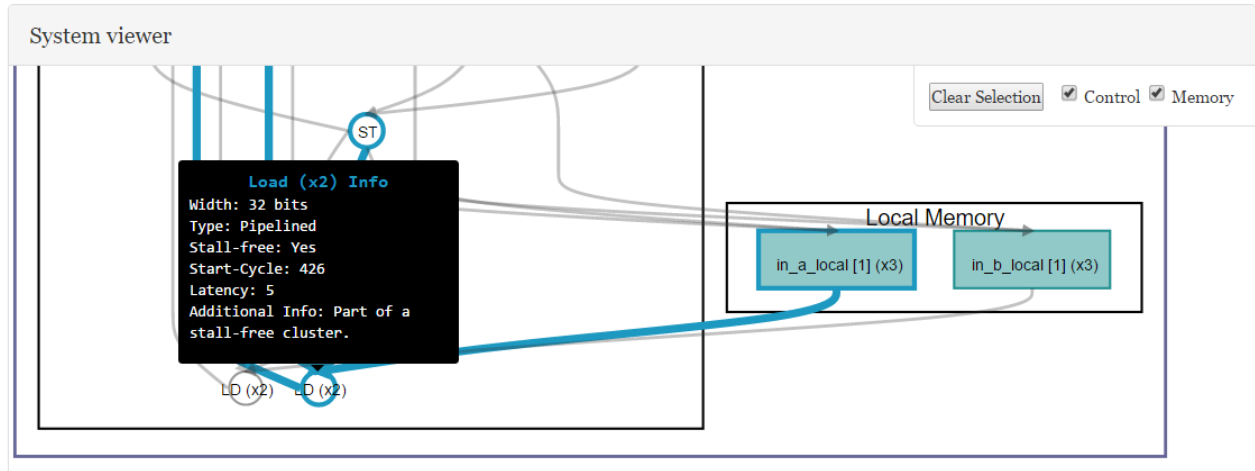 System viewer
Clear Selection
Control
Memory
ST
Load (x2) Info
Width: 32 bits
Type: Pipelined
Stall-free: Yes
Start-Cycle: 426
Latency: 5
Additional Info: Part of a
stall-free cluster.
Local Memory
in_a_local [1] (x3)
in_b_local [1] (x3)
LD (x2)
LD (x2)